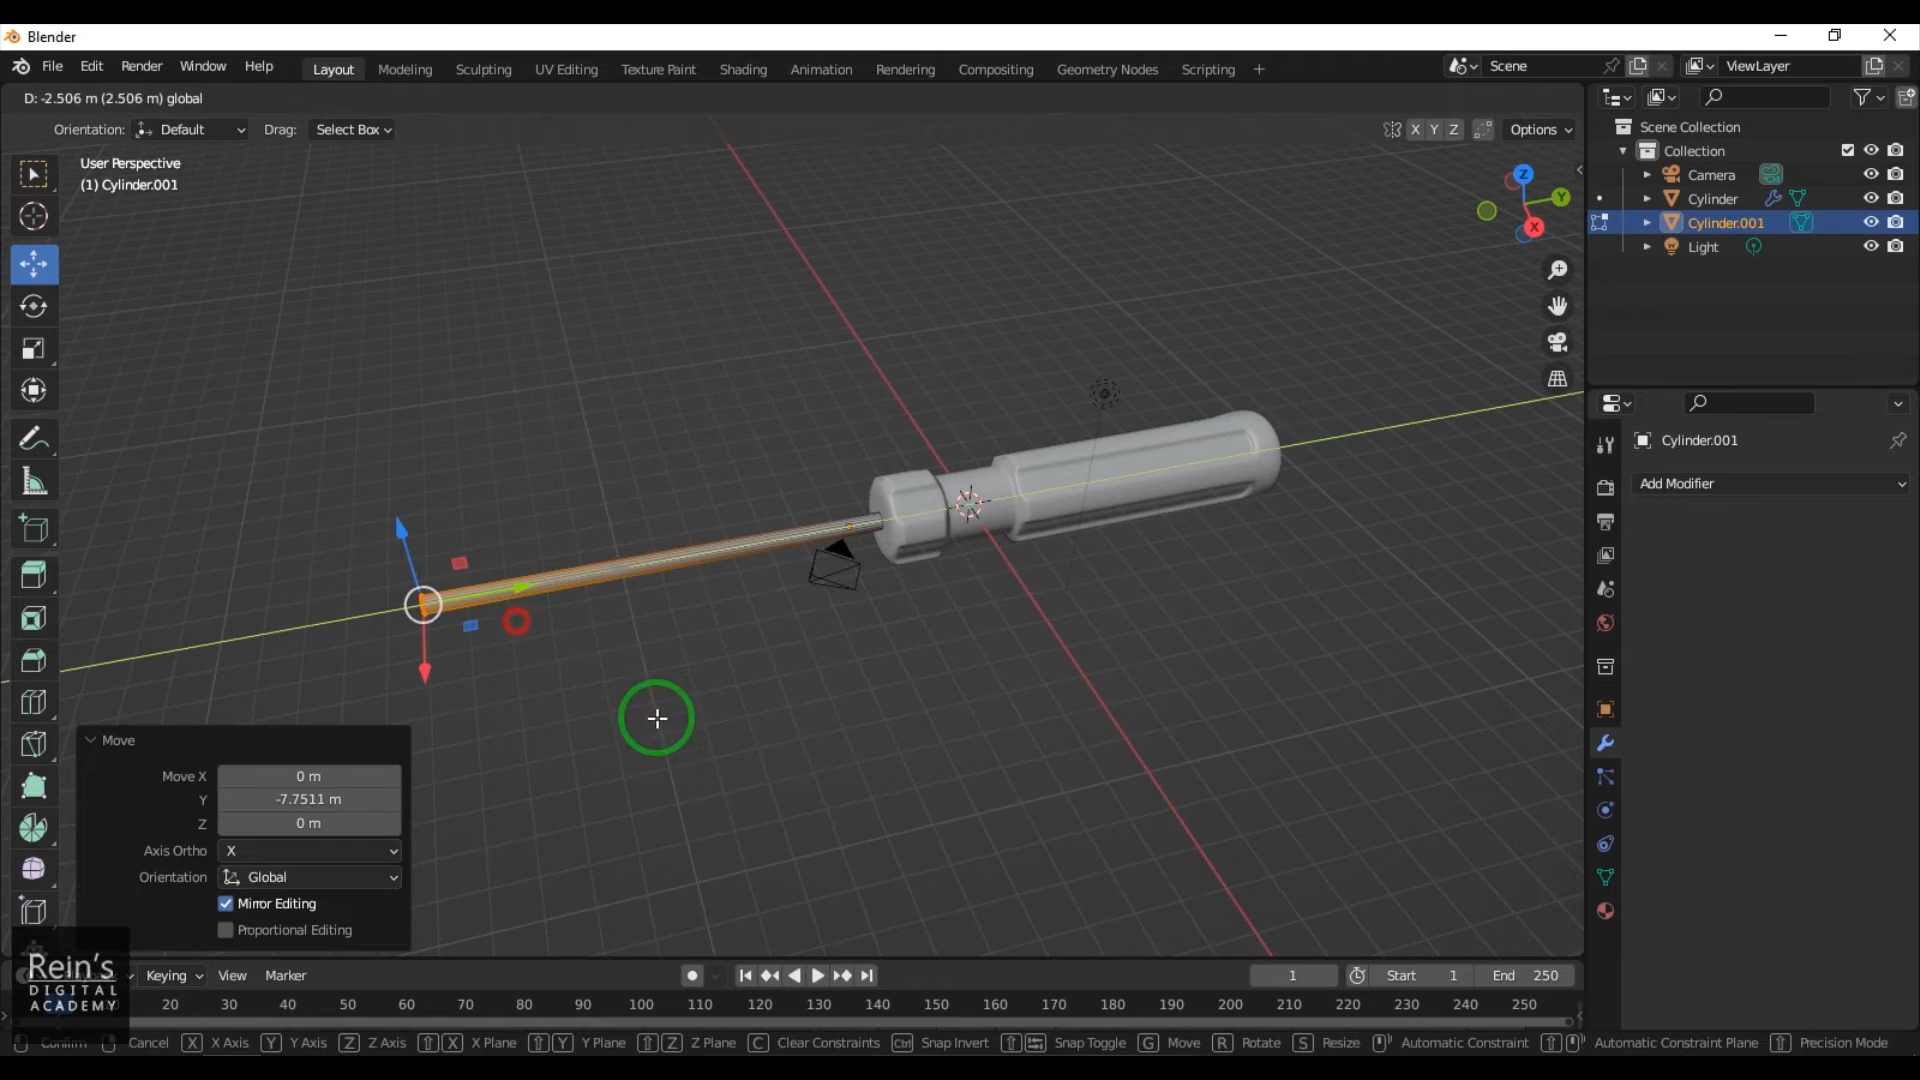 Blender
File Edit Render Window Help Layout Modeling Sculpting UV Editing Texture Paint Shading Animation Rendering Compositing Geometry Nodes Scripting + Scene ViewLayer
D: -2.506 m (2.506 m) global
Orientation: Default Drag: Select Box X Y Z Options
User Perspective
(1) Cylinder.001
Z
Y
X
Scene Collection
Collection
Camera
Cylinder
Cylinder.001
Light
Cylinder.001
Add Modifier
Move
Move X 0 m
Y -7.7511 m
Z 0 m
Axis Ortho X
Orientation Global
Mirror Editing
Proportional Editing
Rein's
DIGITAL
ACADEMY
Keying View Marker 1 Start 1 End 250
20 30 40 50 60 70 80 90 100 110 120 130 140 150 160 170 180 190 200 210 220 230 240 250
Confirm Cancel X X Axis Y Y Axis Z Z Axis X X Plane Y Y Plane Z Z Plane C Clear Constraints Ctrl Snap Invert Snap Toggle G Move R Rotate S Resize Automatic Constraint Automatic Constraint Plane Precision Mode